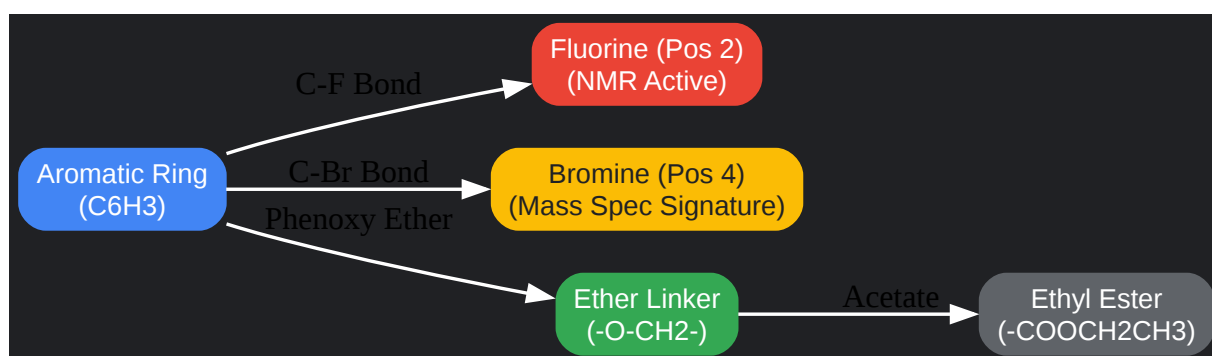 Fluorine (Pos 2)
(NMR Active)
C-F Bond
Aromatic Ring
(C6H3)
C-Br Bond
Bromine (Pos 4)
(Mass Spec Signature)
Phenoxy Ether
Ether Linker
(-O-CH2-)
Acetate
Ethyl Ester
(-COOCH2CH3)